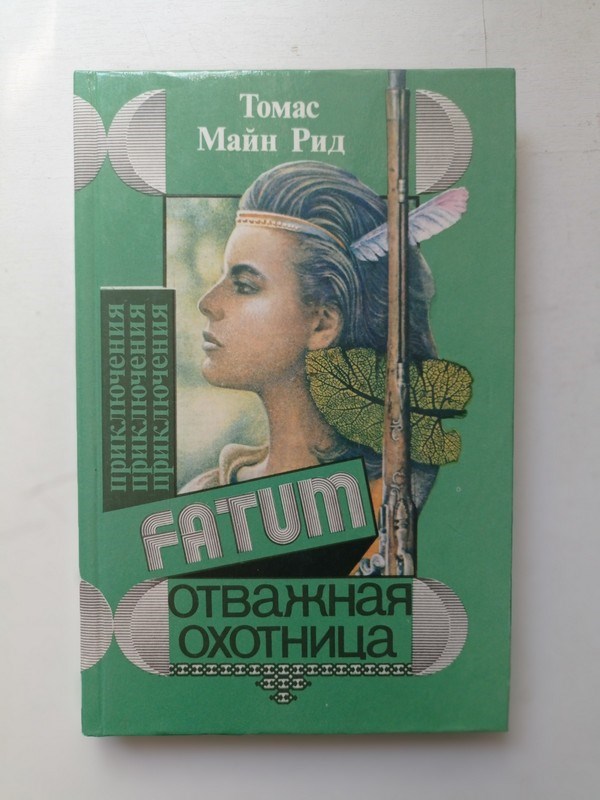 Томас
Майн Рид
приключения
приключения
приключения
FATUM
ОТВАЖНАЯ
ОХОТНИЦА